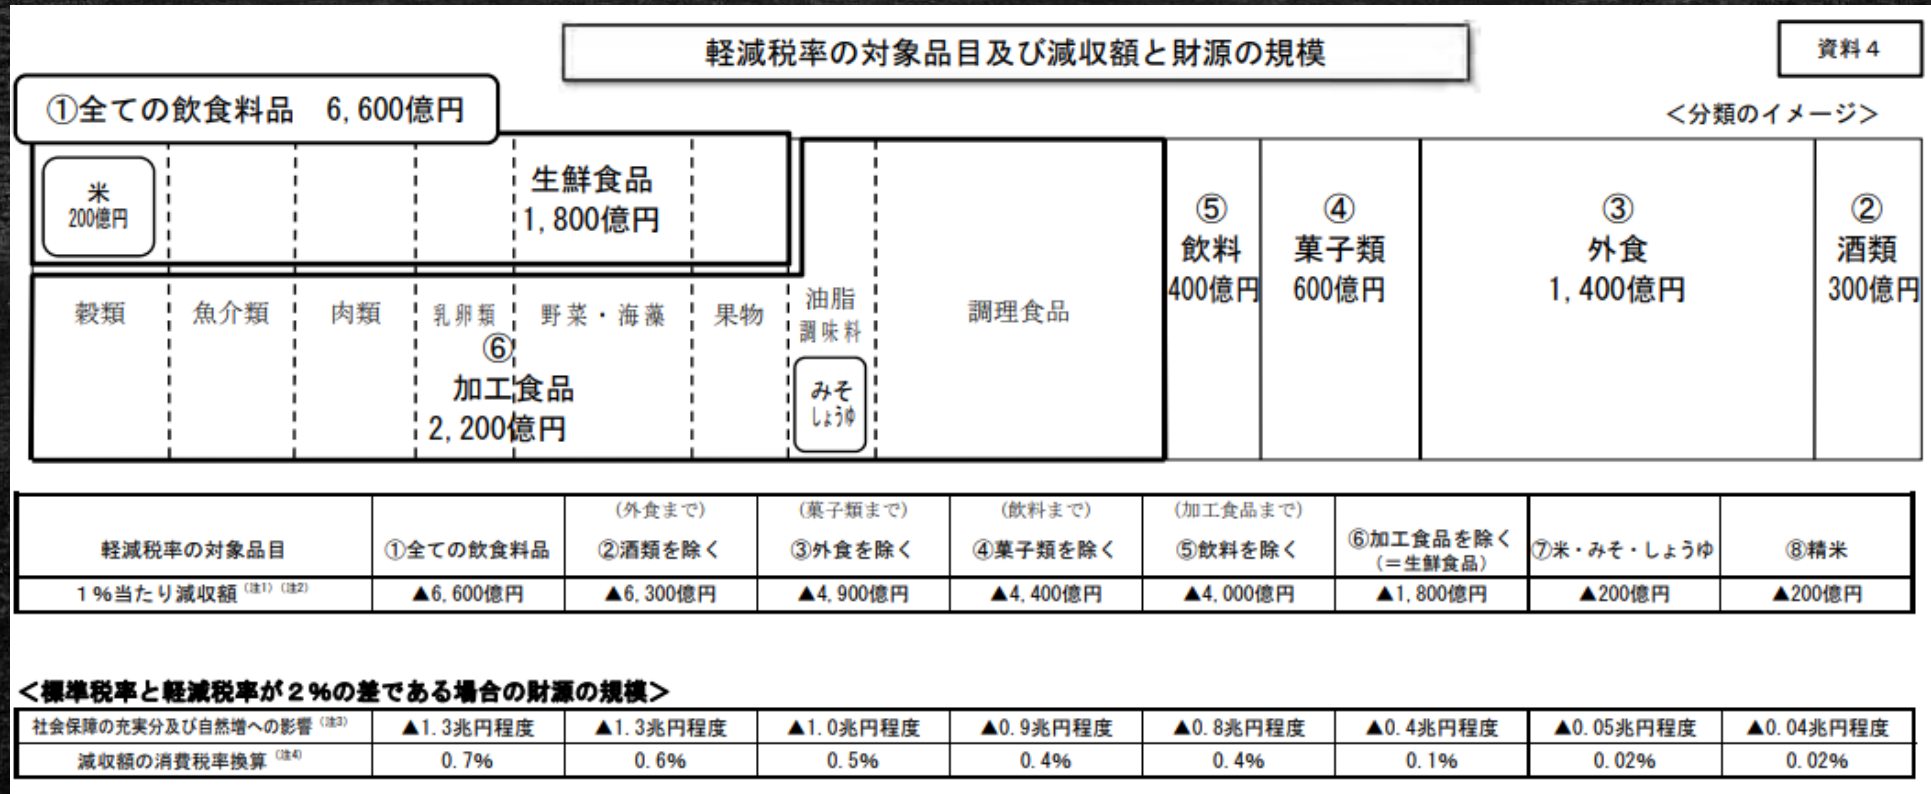 軽減税率の対象品目及び減収額と財源の規模
資料４
①全ての飲食料品　6,600億円
＜分類のイメージ＞
米
200億円
生鮮食品
1,800億円
穀類
魚介類
肉類
乳卵類
野菜・海藻
果物
油脂
調味料
みそ
しょうゆ
調理食品
⑥
加工食品
2,200億円
⑤
飲料
400億円
④
菓子類
600億円
③
外食
1,400億円
②
酒類
300億円
軽減税率の対象品目
①全ての飲食料品
(外食まで)
②酒類を除く
(菓子類まで)
③外食を除く
(飲料まで)
④菓子類を除く
(加工食品まで)
⑤飲料を除く
⑥加工食品を除く
(＝生鮮食品)
⑦米・みそ・しょうゆ
⑧精米
１％当たり減収額（注1）（注2） ▲6,600億円 ▲6,300億円 ▲4,900億円 ▲4,400億円 ▲4,000億円 ▲1,800億円 ▲200億円 ▲200億円
＜標準税率と軽減税率が２％の差である場合の財源の規模＞
社会保障の充実分及び自然増への影響（注3） ▲1.3兆円程度 ▲1.3兆円程度 ▲1.0兆円程度 ▲0.9兆円程度 ▲0.8兆円程度 ▲0.4兆円程度 ▲0.05兆円程度 ▲0.04兆円程度
減収額の消費税率換算（注4） 0.7% 0.6% 0.5% 0.4% 0.4% 0.1% 0.02% 0.02%